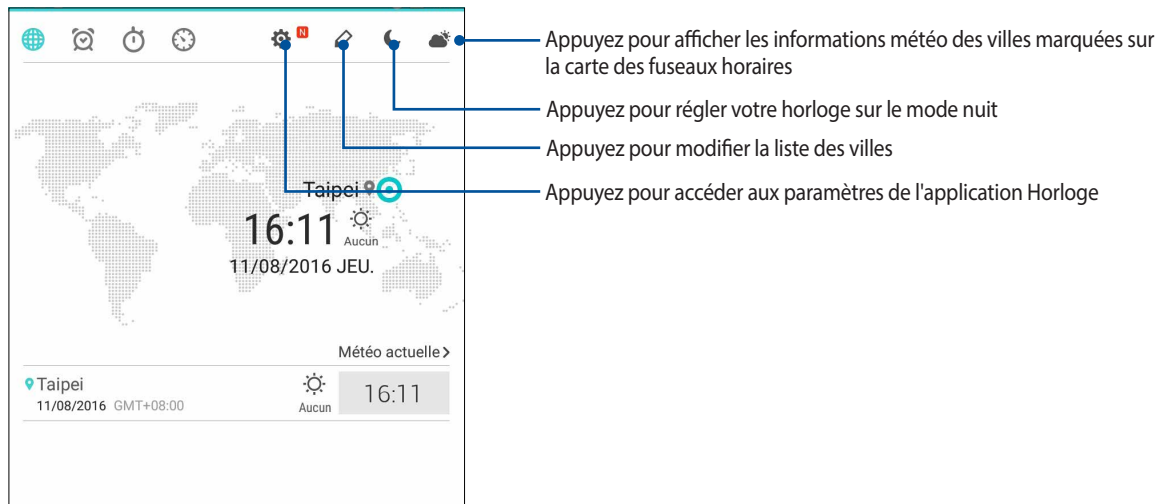 N
Appuyez pour afficher les informations météo des villes marquées sur
la carte des fuseaux horaires
Appuyez pour régler votre horloge sur le mode nuit
Appuyez pour modifier la liste des villes
Appuyez pour accéder aux paramètres de l'application Horloge
Taipei
16:11
Aucun
11/08/2016 JEU.
Météo actuelle >
Taipei
11/08/2016 GMT+08:00
Aucun
16:11